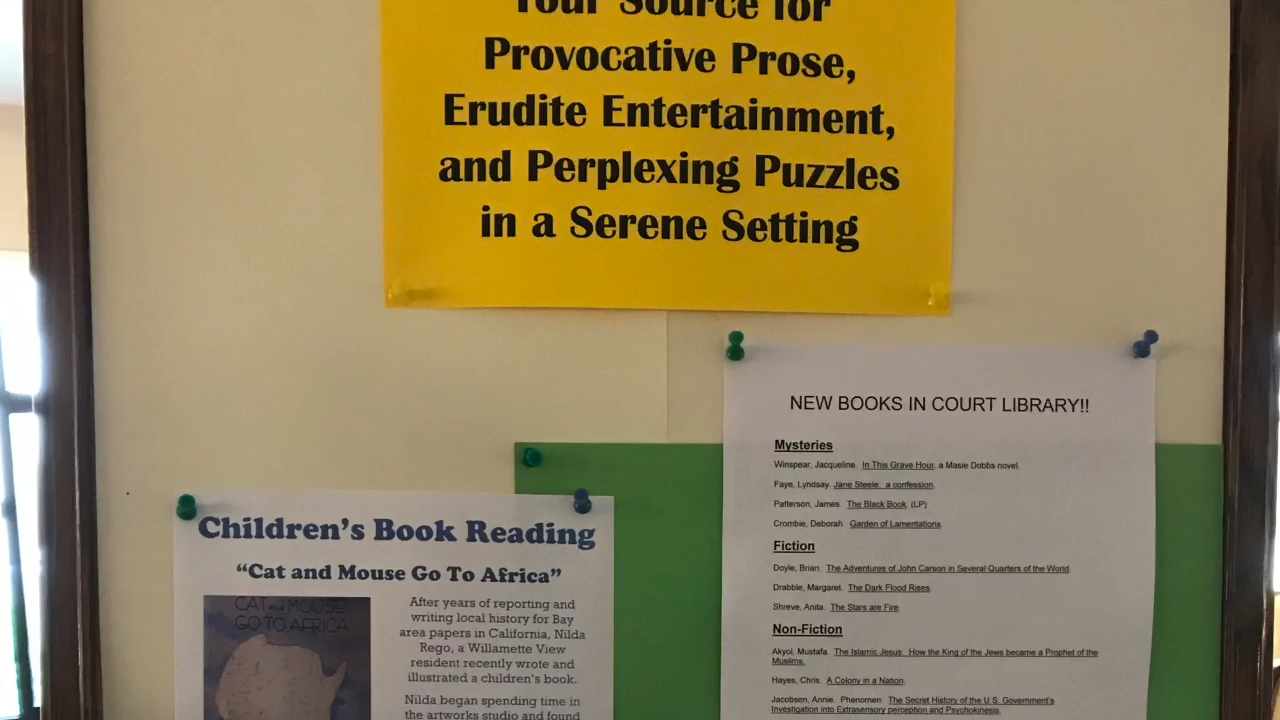 Your Source for
Provocative Prose,
Erudite Entertainment,
and Perplexing Puzzles
in a Serene Setting
NEW BOOKS IN COURT LIBRARY!!
Mysteries
Winspear, Jacqueline. In This Grave Hour, a Masie Dobbs novel.
Faye, Lyndsay. Jane Steele: a confession.
Patterson, James. The Black Book. (LP)
Crombie, Deborah Garden of Lamentations.
Fiction
Doyle, Brian. The Adventures of John Carson in Several Quarters of the World.
Drabble, Margaret. The Dark Flood Rises.
Shreve, Anita. The Stars are Fire.
Non-Fiction
Akyol, Mustafa. The Islamic Jesus: How the King of the Jews became a Prophet of the
Muslims.
Hayes, Chris. A Colony in a Nation.
Jacobsen, Annie. Phenomen: The Secret History of the U.S. Government's
Investigation into Extrasensory perception and Psychokinesis.
Children's Book Reading
"Cat and Mouse Go To Africa"
CAT and MOUSE
GO TO AFRICA
After years of reporting and
writing local history for Bay
area papers in California, Nilda
Rego, a Willamette View
resident recently wrote and
illustrated a children's book.
Nilda began spending time in
the artworks studio and found